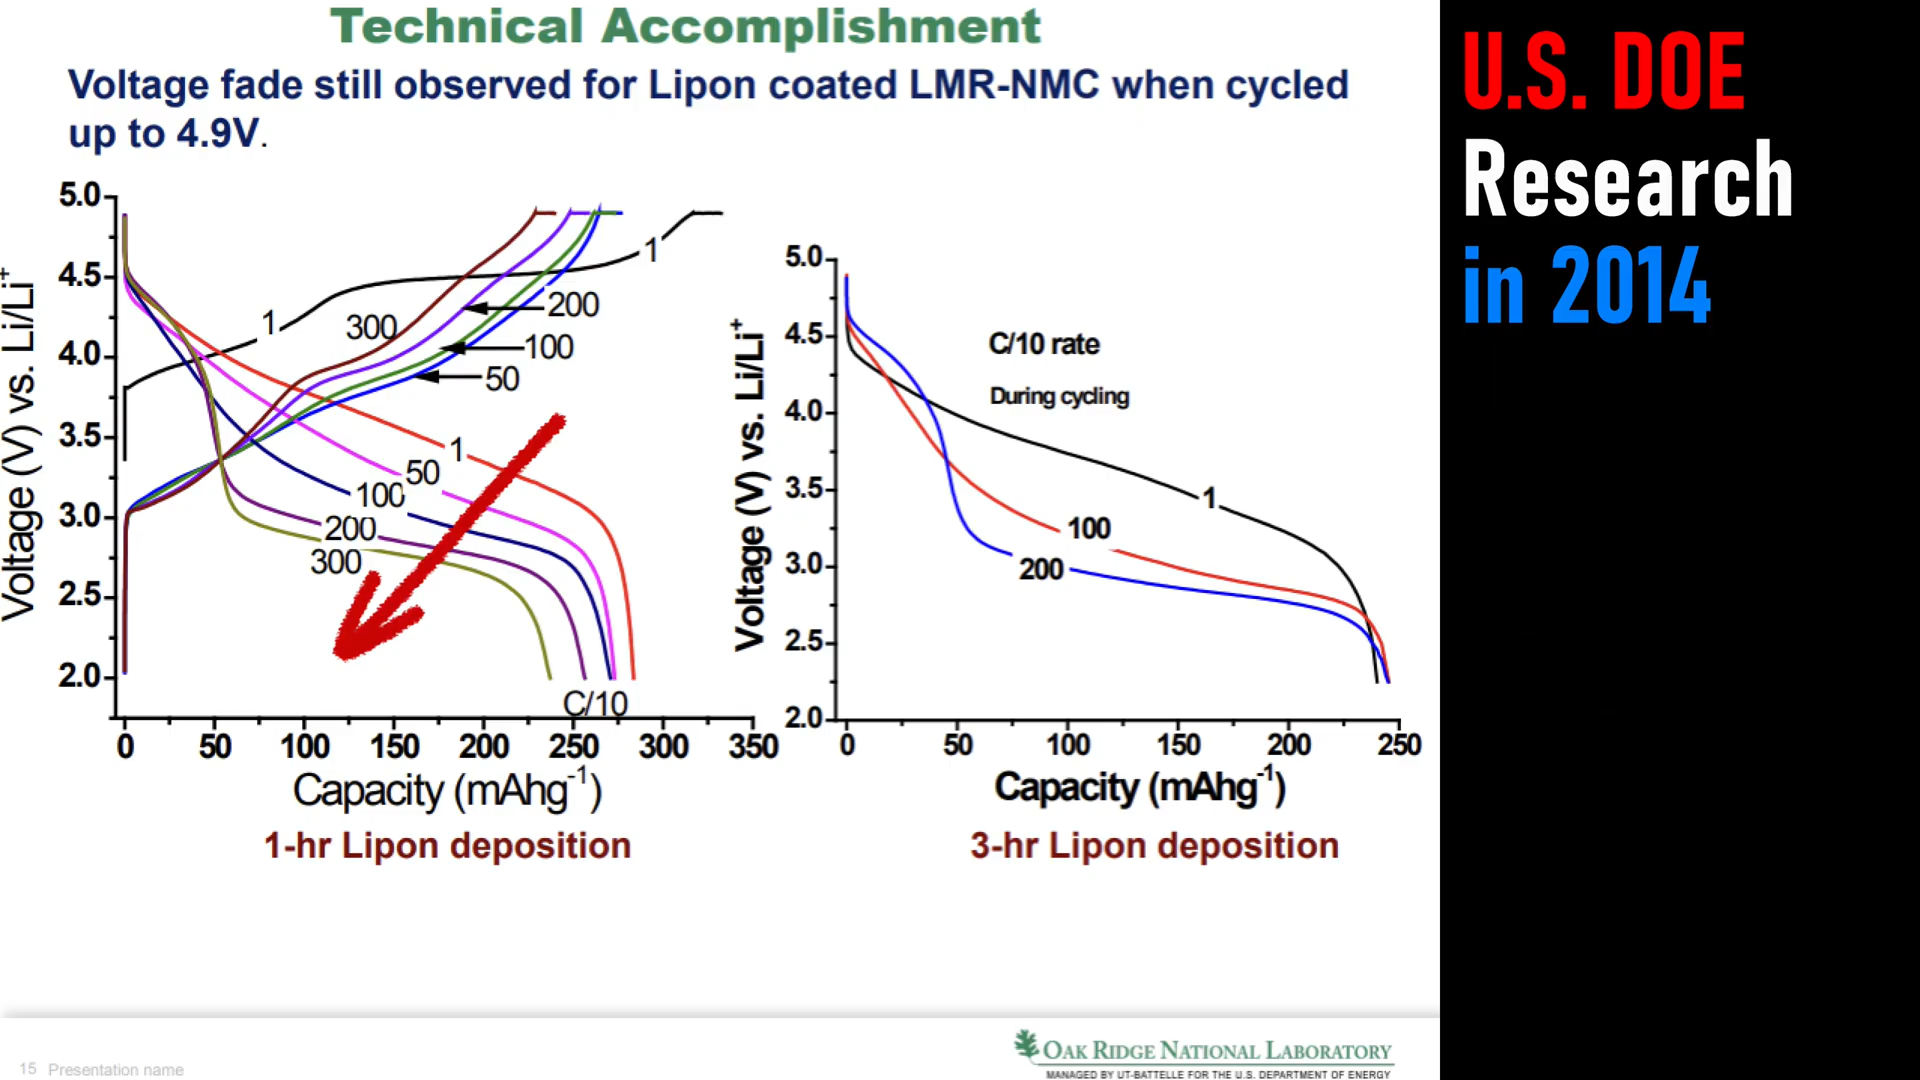 Technical Accomplishment
Voltage fade still observed for Lipon coated LMR-NMC when cycled
up to 4.9V.
U.S. DOE
Research
in 2014
Voltage (V) vs. Li/Li+
5.0
4.5
4.0
3.5
3.0
2.5
2.0
1
1
300
200
100
50
1
50
100
200
300
C/10
0 50 100 150 200 250 300 350
Capacity (mAhg-1)
1-hr Lipon deposition
Voltage (V) vs. Li/Li+
5.0
4.5
4.0
3.5
3.0
2.5
2.0
C/10 rate
During cycling
1
100
200
0 50 100 150 200 250
Capacity (mAhg-1)
3-hr Lipon deposition
15 Presentation name
OAK RIDGE NATIONAL LABORATORY
MANAGED BY UT-BATTELLE FOR THE U.S. DEPARTMENT OF ENERGY